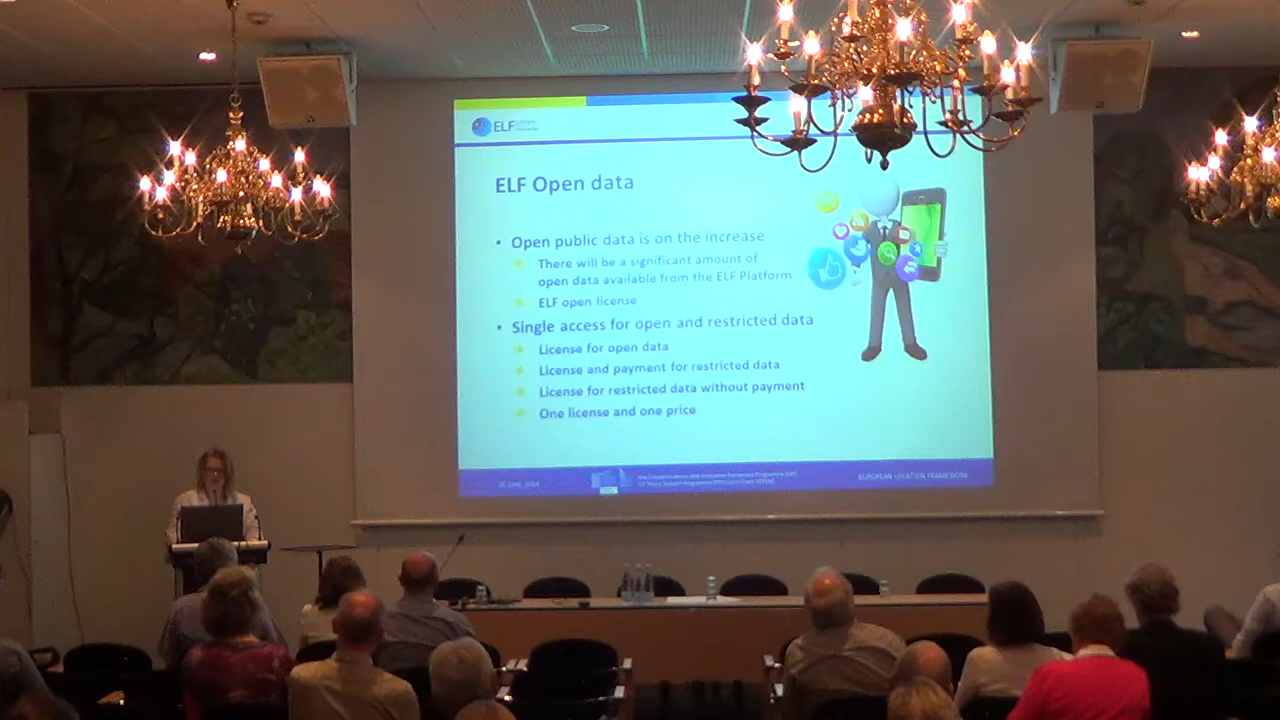 ELF
ELF Open data
• Open public data is on the increase
There will be a significant amount of
open data available from the ELF Platform
ELF open license
• Single access for open and restricted data
License for open data
License and payment for restricted data
License for restricted data without payment
One license and one price
EUROPEAN LOCATION FRAMEWORK